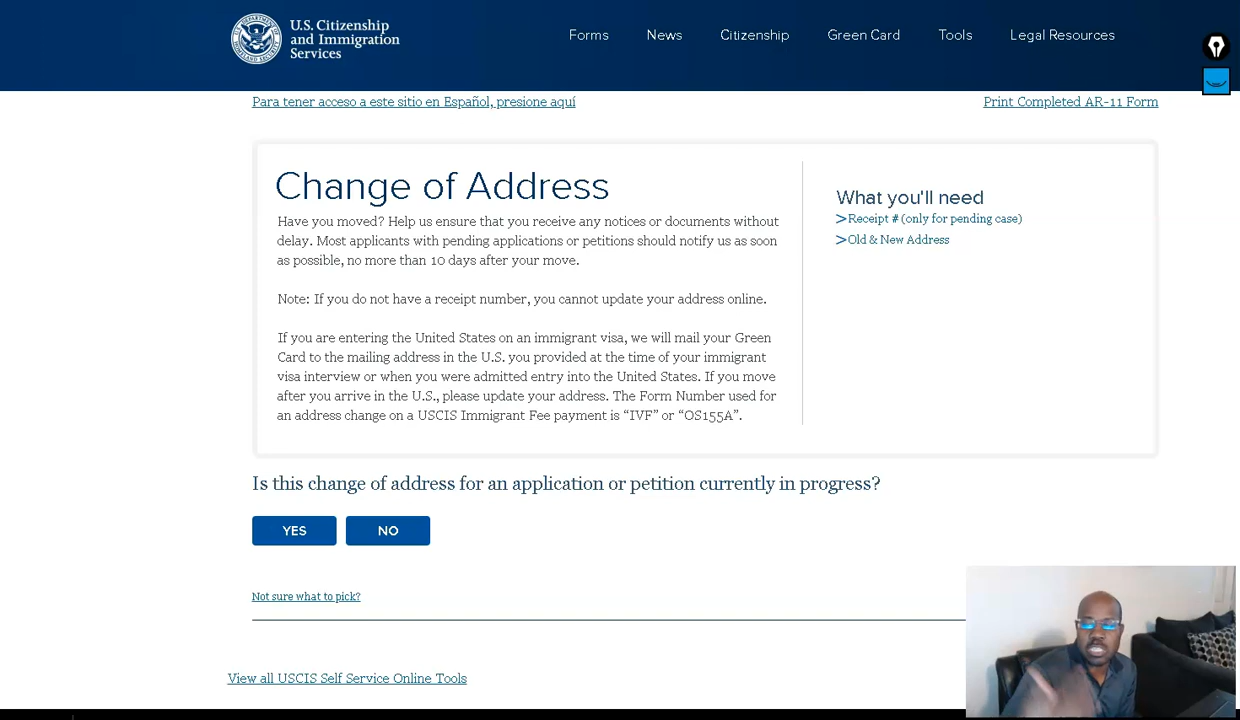 U.S. Citizenship
and Immigration
Services
Forms News Citizenship Green Card Tools Legal Resources
Para tener acceso a este sitio en Español, presione aquí
Print Completed AR-11 Form
Change of Address
Have you moved? Help us ensure that you receive any notices or documents without
delay. Most applicants with pending applications or petitions should notify us as soon
as possible, no more than 10 days after your move.
Note: If you do not have a receipt number, you cannot update your address online.
If you are entering the United States on an immigrant visa, we will mail your Green
Card to the mailing address in the U.S. you provided at the time of your immigrant
visa interview or when you were admitted entry into the United States. If you move
after you arrive in the U.S., please update your address. The Form Number used for
an address change on a USCIS Immigrant Fee payment is “IVF” or “OS155A”.
What you'll need
>Receipt # (only for pending case)
>Old & New Address
Is this change of address for an application or petition currently in progress?
YES NO
Not sure what to pick?
View all USCIS Self Service Online Tools